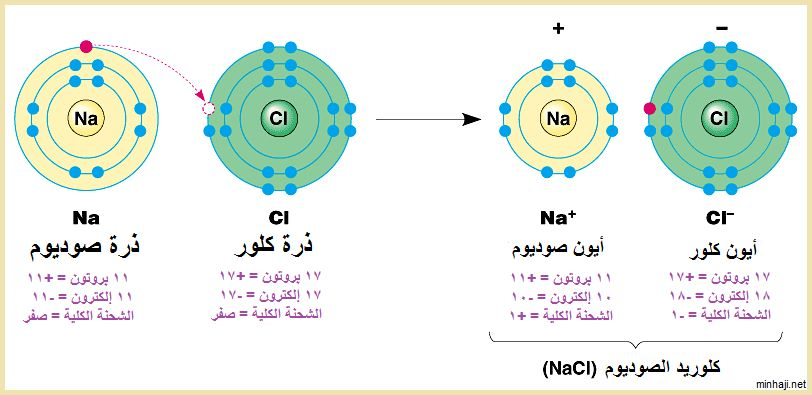 +
−
Na
Cl
Na
Cl
Na
Cl
Na⁺
Cl⁻
ذرة صوديوم
ذرة كلور
أيون صوديوم
أيون كلور
١١ بروتون = +١١
١١ إلكترون = -١١
الشحنة الكلية = صفر
١٧ بروتون = +١٧
١٧ إلكترون = -١٧
الشحنة الكلية = صفر
١١ بروتون = +١١
١٠ إلكترون = -١٠
الشحنة الكلية = +١
١٧ بروتون = +١٧
١٨ إلكترون = -١٨
الشحنة الكلية = -١
كلوريد الصوديوم (NaCl)
minhaji.net